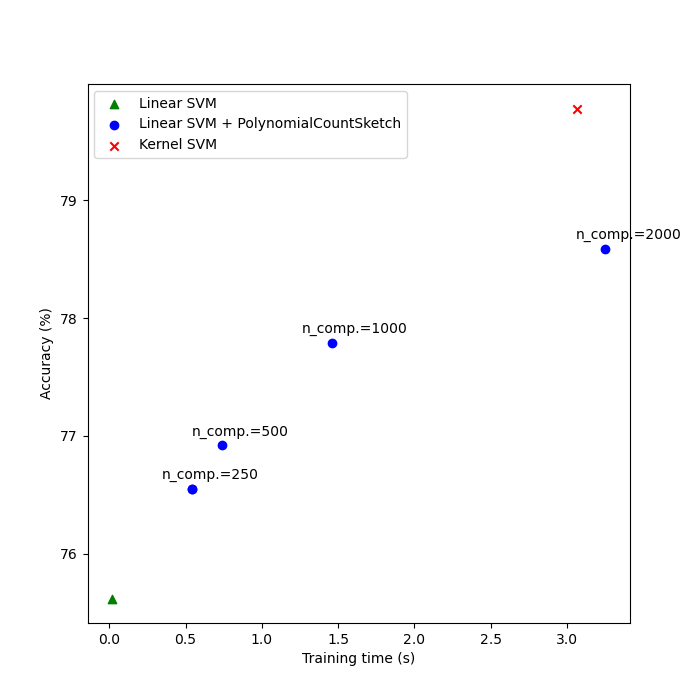 Linear SVM
Linear SVM + PolynomialCountSketch
Kernel SVM
79
78
77
76
Accuracy (%)
n_comp.=2000
n_comp.=1000
n_comp.=500
n_comp.=250
0.0 0.5 1.0 1.5 2.0 2.5 3.0
Training time (s)